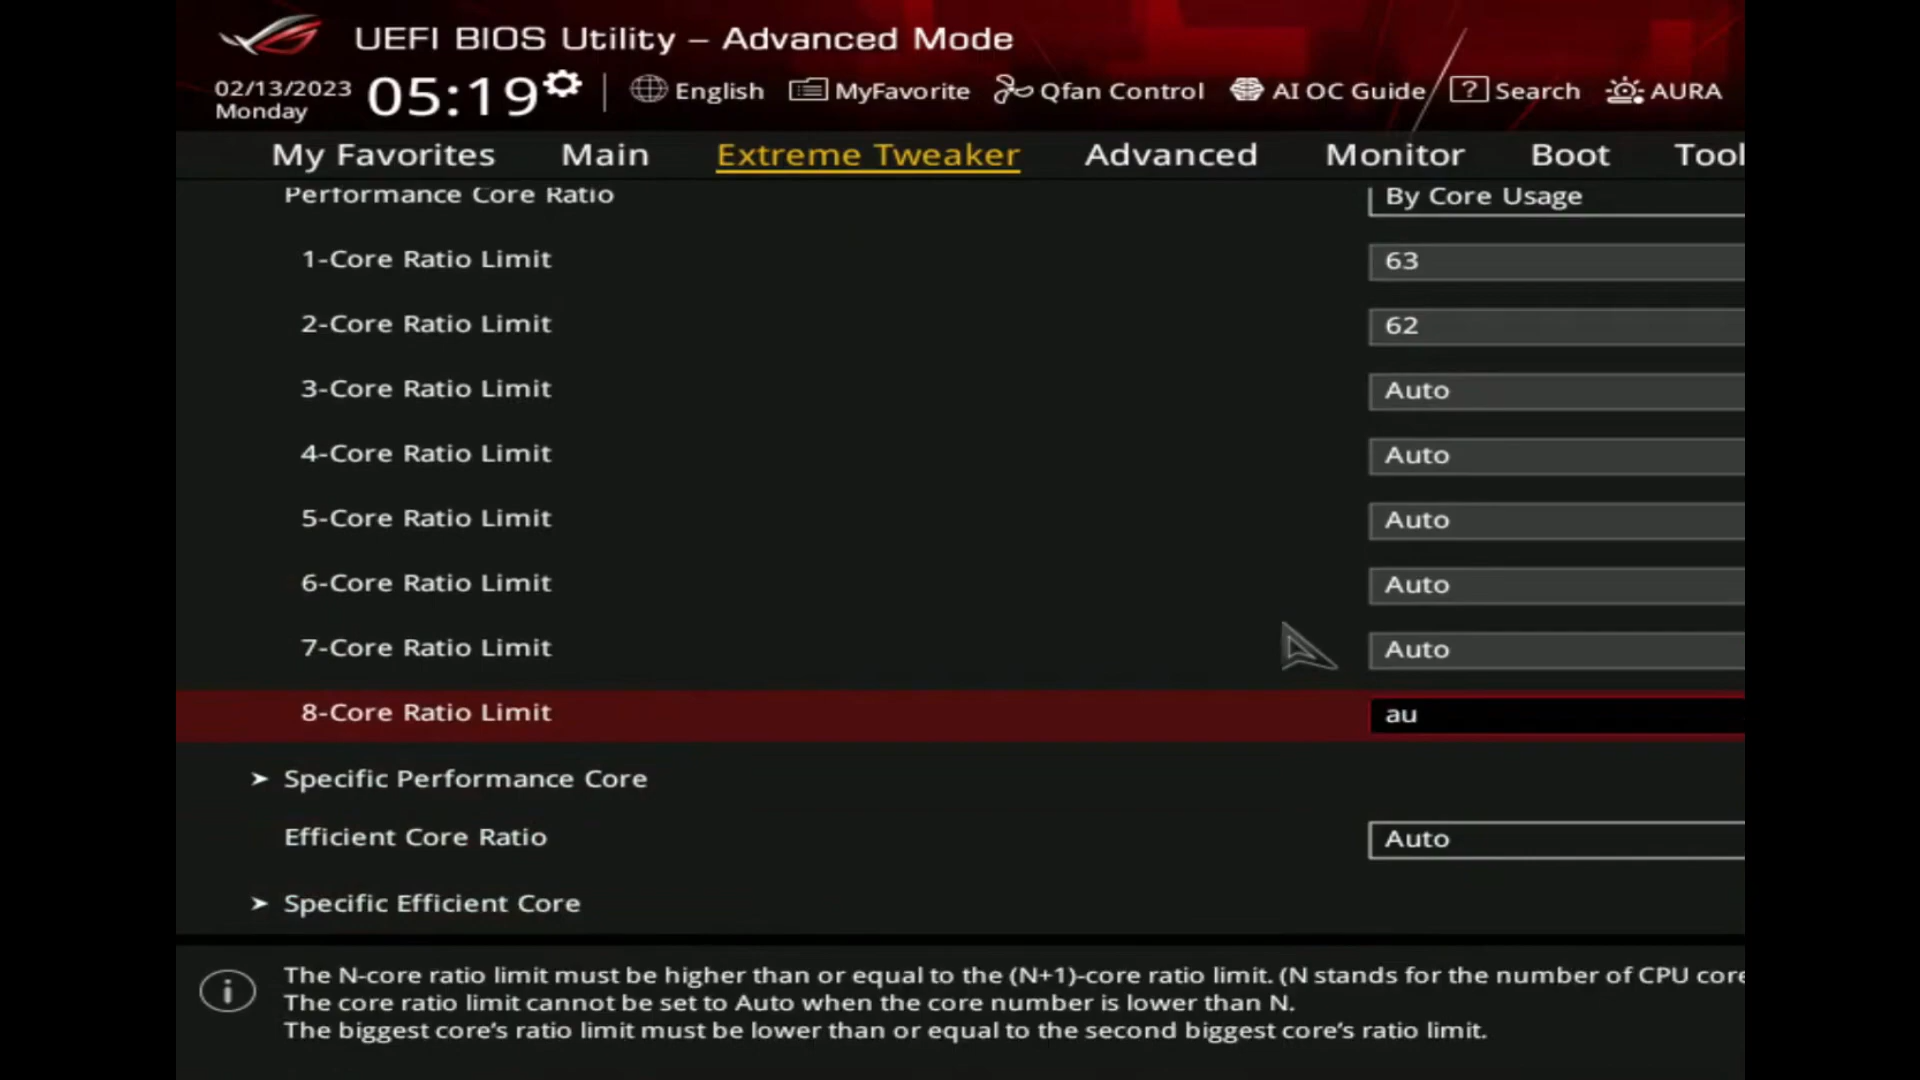 UEFI BIOS Utility – Advanced Mode
02/13/2023
Monday
05:19
English
MyFavorite
Qfan Control
AI OC Guide
? Search
AURA
My Favorites
Main
Extreme Tweaker
Advanced
Monitor
Boot
Tool
Performance Core Ratio
By Core Usage
1-Core Ratio Limit
63
2-Core Ratio Limit
62
3-Core Ratio Limit
Auto
4-Core Ratio Limit
Auto
5-Core Ratio Limit
Auto
6-Core Ratio Limit
Auto
7-Core Ratio Limit
Auto
8-Core Ratio Limit
au
Specific Performance Core
Efficient Core Ratio
Auto
Specific Efficient Core
The N-core ratio limit must be higher than or equal to the (N+1)-core ratio limit. (N stands for the number of CPU core
The core ratio limit cannot be set to Auto when the core number is lower than N.
The biggest core's ratio limit must be lower than or equal to the second biggest core's ratio limit.